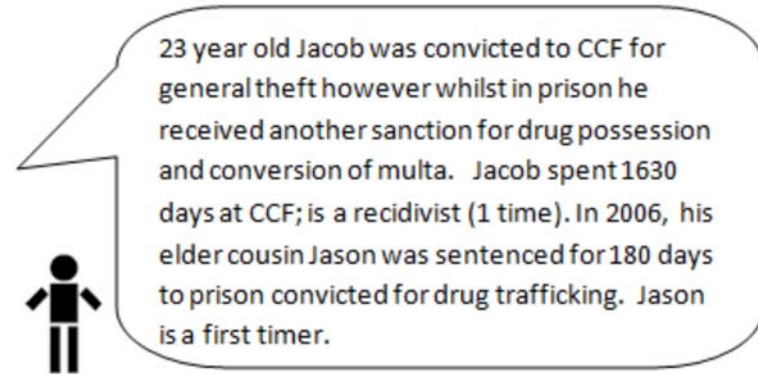 23 year old Jacob was convicted to CCF for
general theft however whilst in prison he
received another sanction for drug possession
and conversion of multa. Jacob spent 1630
days at CCF; is a recidivist (1 time). In 2006, his
elder cousin Jason was sentenced for 180 days
to prison convicted for drug trafficking. Jason
is a first timer.